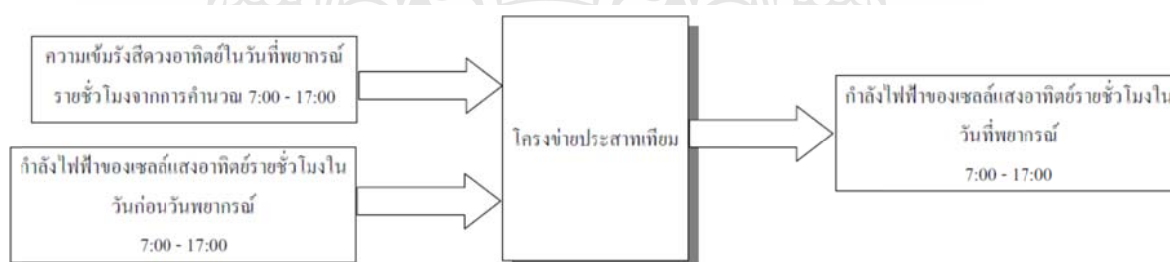 ความเข้มรังสีดวงอาทิตย์ในวันที่พยากรณ์
รายชั่วโมงจากการคำนวณ 7:00 - 17:00
กำลังไฟฟ้าของเซลล์แสงอาทิตย์รายชั่วโมงใน
วันก่อนวันพยากรณ์
7:00 - 17:00
โครงข่ายประสาทเทียม
กำลังไฟฟ้าของเซลล์แสงอาทิตย์รายชั่วโมงใน
วันที่พยากรณ์
7:00 - 17:00